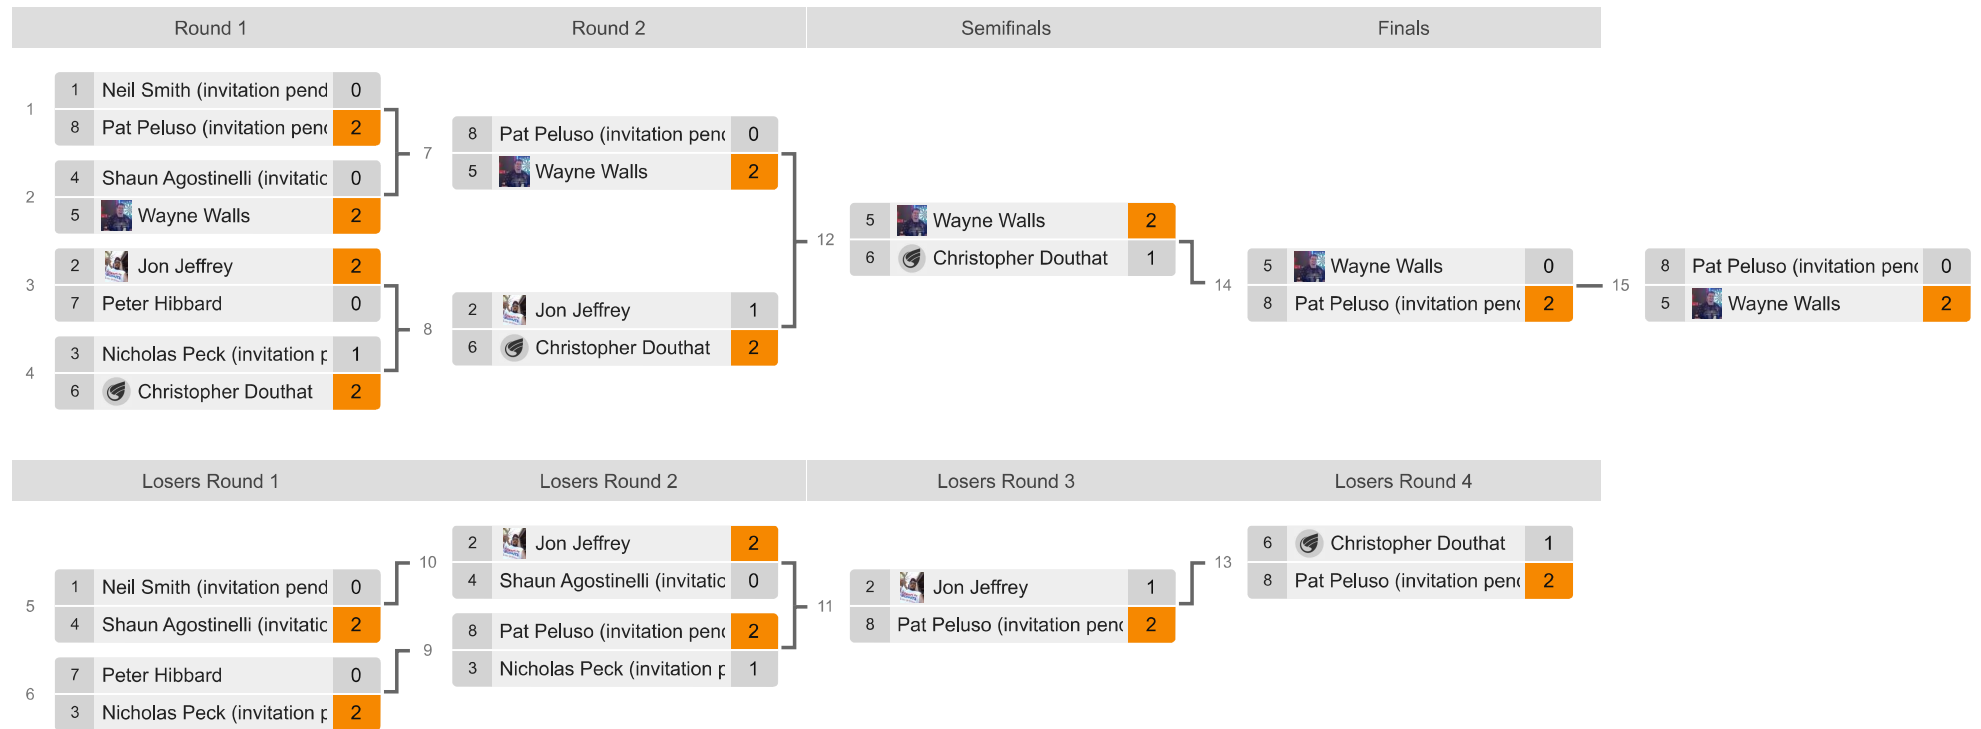 Round 1 Round 2 Semifinals Finals
1
1 Neil Smith (invitation pend 0
8 Pat Peluso (invitation pen 2
2
4 Shaun Agostinelli (invitatic 0
5 Wayne Walls 2
3
2 Jon Jeffrey 2
7 Peter Hibbard 0
4
3 Nicholas Peck (invitation p 1
6 Christopher Douthat 2
7
8 Pat Peluso (invitation pen 0
5 Wayne Walls 2
8
2 Jon Jeffrey 1
6 Christopher Douthat 2
12
5 Wayne Walls 2
6 Christopher Douthat 1
14
5 Wayne Walls 0
8 Pat Peluso (invitation pen 2
15
8 Pat Peluso (invitation pen 0
5 Wayne Walls 2
Losers Round 1 Losers Round 2 Losers Round 3 Losers Round 4
5
1 Neil Smith (invitation pend 0
4 Shaun Agostinelli (invitatic 2
6
7 Peter Hibbard 0
3 Nicholas Peck (invitation p 2
10
2 Jon Jeffrey 2
4 Shaun Agostinelli (invitatic 0
9
8 Pat Peluso (invitation pen 2
3 Nicholas Peck (invitation p 1
11
2 Jon Jeffrey 1
8 Pat Peluso (invitation pen 2
13
6 Christopher Douthat 1
8 Pat Peluso (invitation pen 2